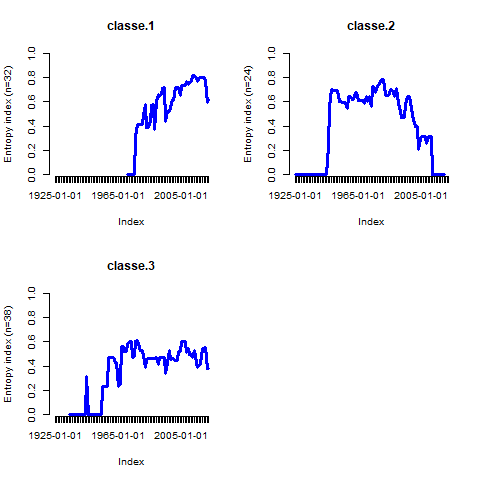 classe.1
Entropy index (n=32)
0.0 0.2 0.4 0.6 0.8 1.0
1925-01-01 1965-01-01 2005-01-01
Index
classe.2
Entropy index (n=24)
0.0 0.2 0.4 0.6 0.8 1.0
1925-01-01 1965-01-01 2005-01-01
Index
classe.3
Entropy index (n=38)
0.0 0.2 0.4 0.6 0.8 1.0
1925-01-01 1965-01-01 2005-01-01
Index